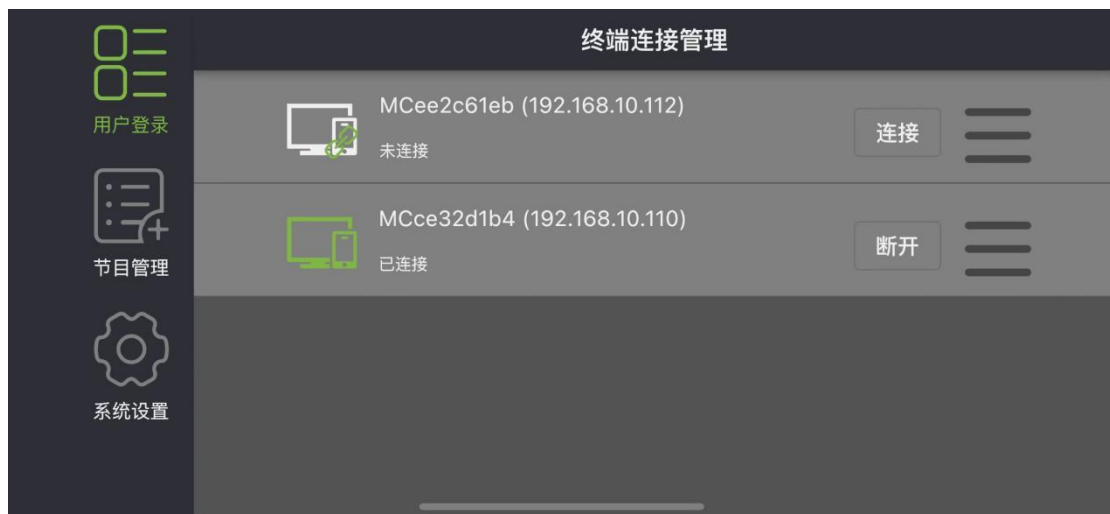 终端连接管理
用户登录
节目管理
系统设置
MCee2c61eb (192.168.10.112)
未连接
连接
MCce32d1b4 (192.168.10.110)
已连接
断开